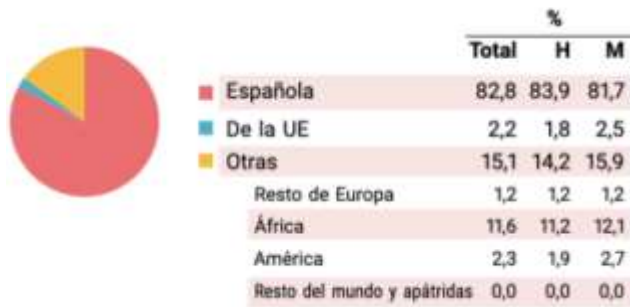 %
Total H M
Española 82,8 83,9 81,7
De la UE 2,2 1,8 2,5
Otras 15,1 14,2 15,9
Resto de Europa 1,2 1,2 1,2
África 11,6 11,2 12,1
América 2,3 1,9 2,7
Resto del mundo y apátridas 0,0 0,0 0,0